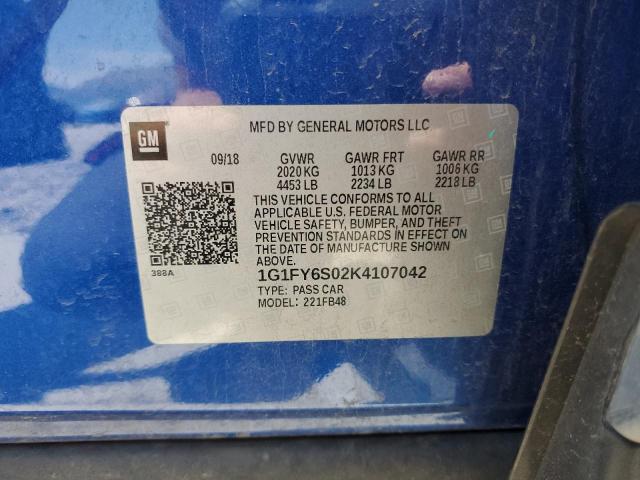 GM
MFD BY GENERAL MOTORS LLC
09/18 GVWR GAWR FRT GAWR RR
2020 KG 1013 KG 1006 KG
4453 LB 2234 LB 2218 LB
THIS VEHICLE CONFORMS TO ALL
APPLICABLE U.S. FEDERAL MOTOR
VEHICLE SAFETY, BUMPER, AND THEFT
PREVENTION STANDARDS IN EFFECT ON
THE DATE OF MANUFACTURE SHOWN
ABOVE.
388A
1G1FY6S02K4107042
TYPE: PASS CAR
MODEL: 221FB48